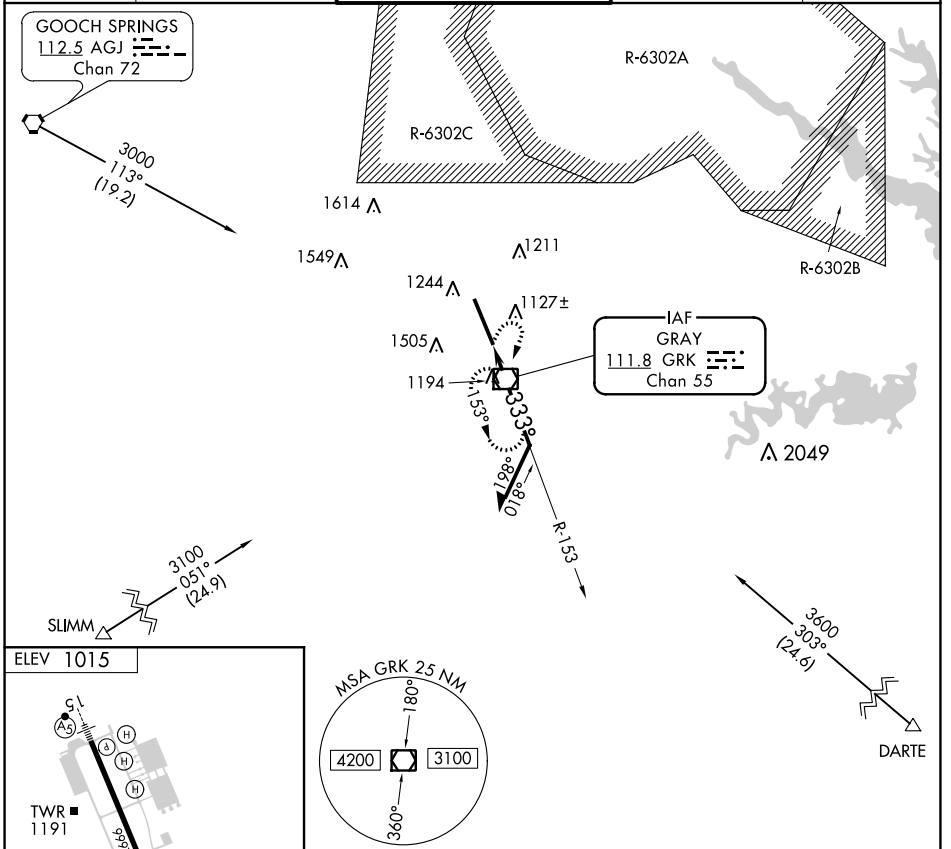 GOOCH SPRINGS
112.5 AGJ
Chan 72
R-6302A
R-6302C
3000
113°
(19.2)
1614
1549
1211
R-6302B
1244
1127±
1505
1194
IAF
GRAY
111.8 GRK
Chan 55
153°
333°
2049
198°
018°
R-153
3100
051°
(24.9)
SLIMM
3600
303°
(24.6)
DARTE
ELEV 1015
15
A5
H
P
H
H
TWR
1191
MSA GRK 25 NM
180°
4200
3100
360°